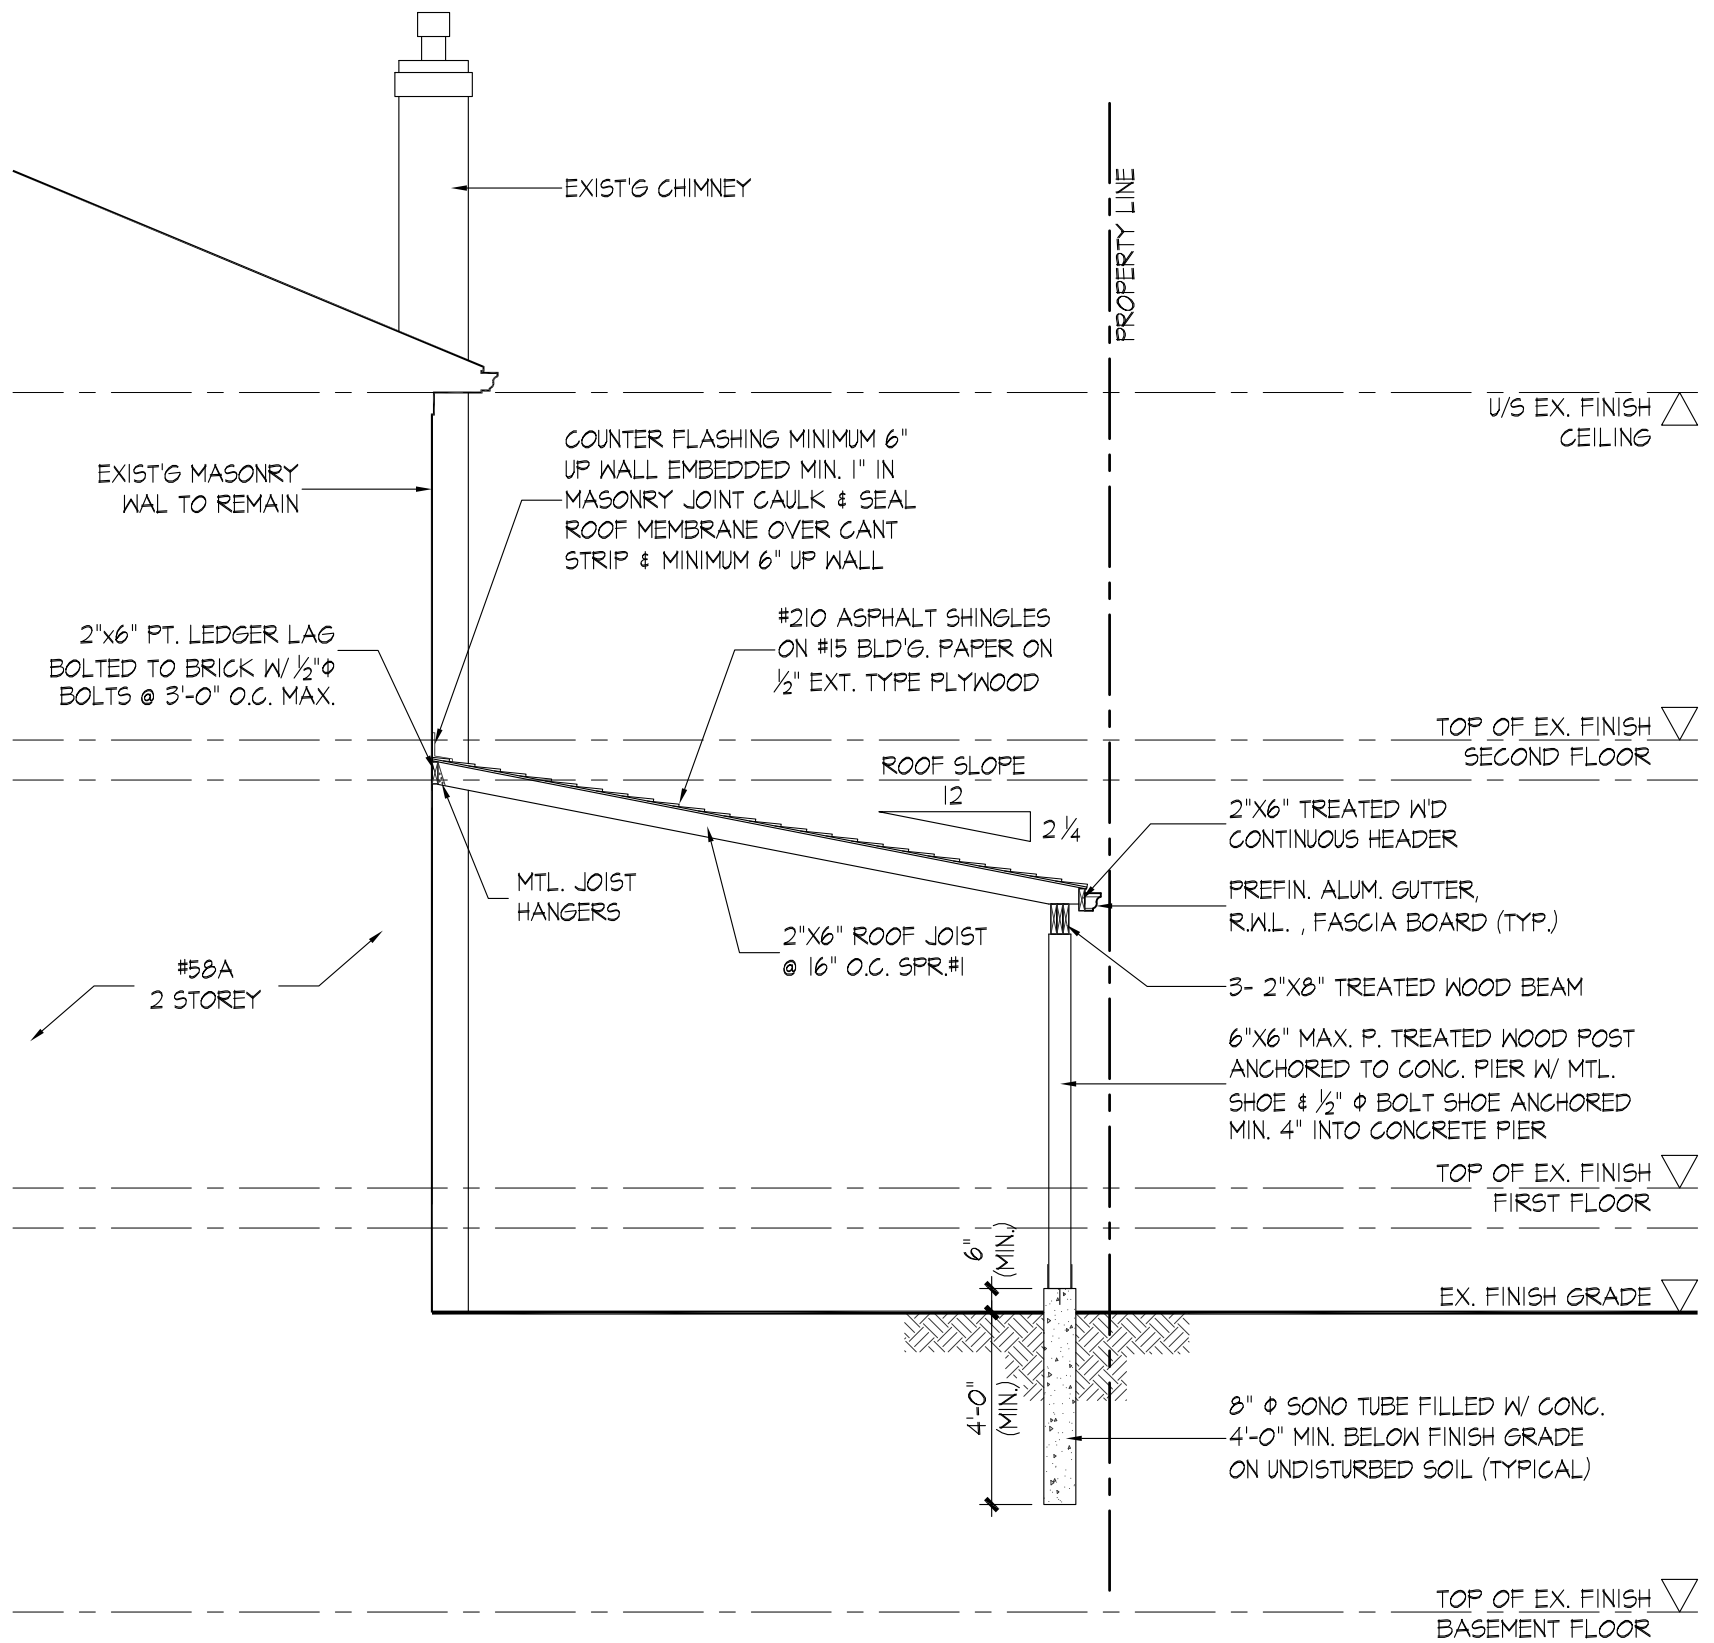 EXIST'G CHIMNEY
PROPERTY LINE
U/S EX. FINISH
CEILING
COUNTER FLASHING MINIMUM 6"
UP WALL EMBEDDED MIN. 1" IN
MASONRY JOINT CAULK & SEAL
ROOF MEMBRANE OVER CANT
STRIP & MINIMUM 6" UP WALL
EXIST'G MASONRY
WAL TO REMAIN
2"x6" PT. LEDGER LAG
BOLTED TO BRICK W/ ½"Φ
BOLTS @ 3'-0" O.C. MAX.
#210 ASPHALT SHINGLES
ON #15 BLD'G. PAPER ON
½" EXT. TYPE PLYWOOD
TOP OF EX. FINISH
SECOND FLOOR
ROOF SLOPE
12
2 ¼
2"X6" TREATED W'D
CONTINUOUS HEADER
MTL. JOIST
HANGERS
PREFIN. ALUM. GUTTER,
R.W.L. , FASCIA BOARD (TYP.)
2"X6" ROOF JOIST
@ 16" O.C. SPR.#1
#58A
2 STOREY
3- 2"X8" TREATED WOOD BEAM
6"X6" MAX. P. TREATED WOOD POST
ANCHORED TO CONC. PIER W/ MTL.
SHOE & ½" Φ BOLT SHOE ANCHORED
MIN. 4" INTO CONCRETE PIER
TOP OF EX. FINISH
FIRST FLOOR
6"
(MIN.)
EX. FINISH GRADE
4'-0"
(MIN.)
8" Φ SONO TUBE FILLED W/ CONC.
4'-0" MIN. BELOW FINISH GRADE
ON UNDISTURBED SOIL (TYPICAL)
TOP OF EX. FINISH
BASEMENT FLOOR